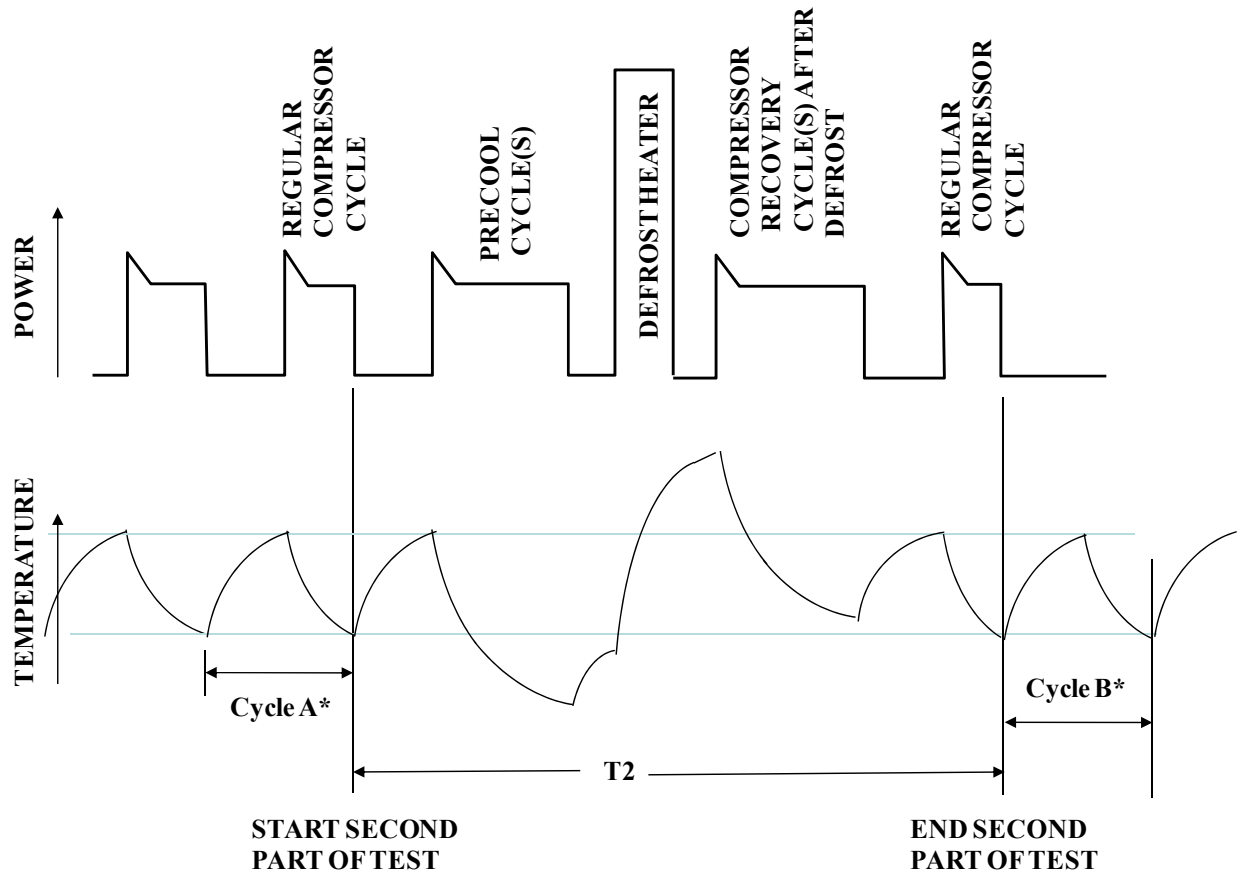 POWER
REGULAR
COMPRESSOR
CYCLE
PRECOOL
CYCLE(S)
DEFROST HEATER
COMPRESSOR
RECOVERY
CYCLE(S) AFTER
DEFROST
REGULAR
COMPRESSOR
CYCLE
TEMPERATURE
Cycle A*
Cycle B*
T2
START SECOND
PART OF TEST
END SECOND
PART OF TEST